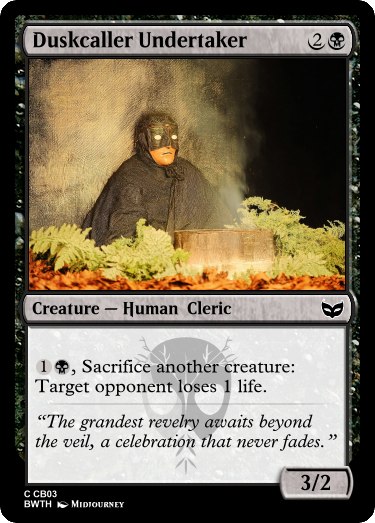 Duskcaller Undertaker 2
Creature — Human Cleric
1 , Sacrifice another creature:
Target opponent loses 1 life.
“The grandest revelry awaits beyond
the veil, a celebration that never fades.”
3/2
C CB03
BWTH Midjourney